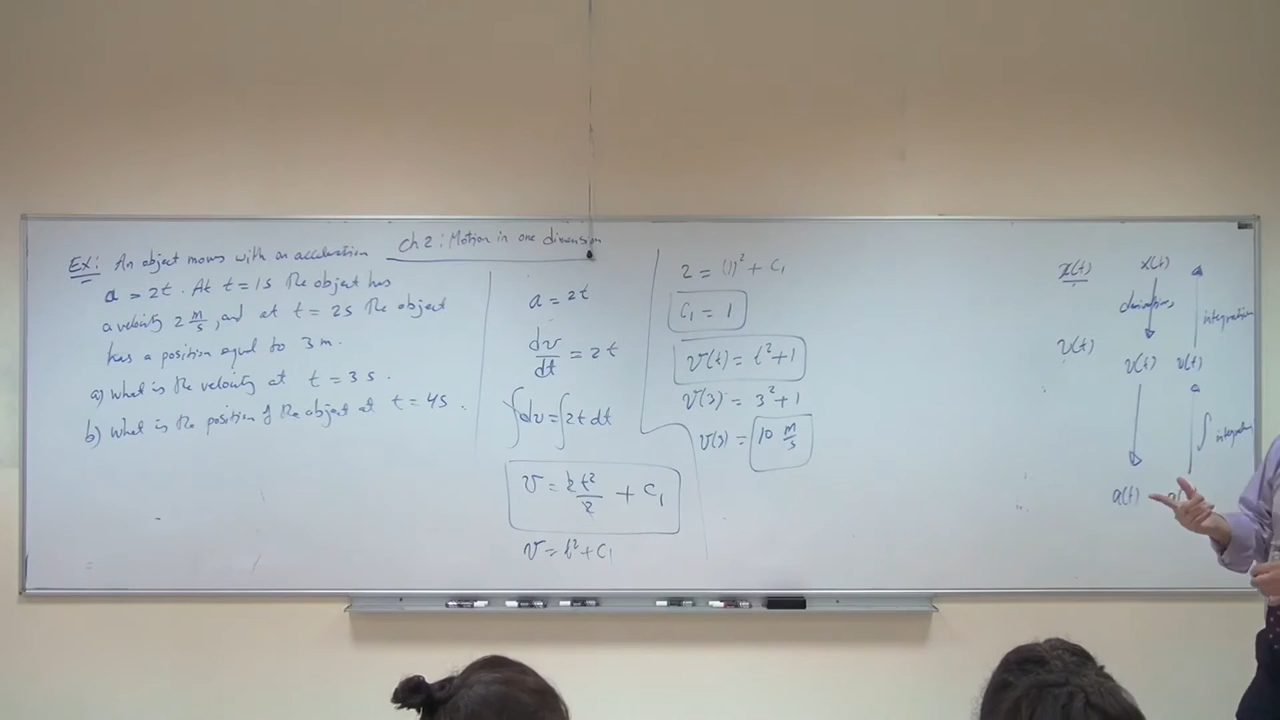 Ch 2 : Motion in one dimension
Ex: An object moves with an acceleration
a = 2t. At t = 1s the object has
a velocity 2 m/s, and at t = 2s the object
has a position equal to 3 m.
a) What is the velocity at t = 3 s.
b) What is the position of the object at t = 4s.
a = 2t
dv/dt = 2t
∫dv = ∫2t dt
v = 2t²/2 + C₁
v = t² + C₁
2 = (1)² + C₁
C₁ = 1
v(t) = t² + 1
v(3) = 3² + 1
v(3) = 10 m/s
x(t)
v(t)
x(t)
derivative
v(t)
a(t)
integration
v(t)
∫ integration